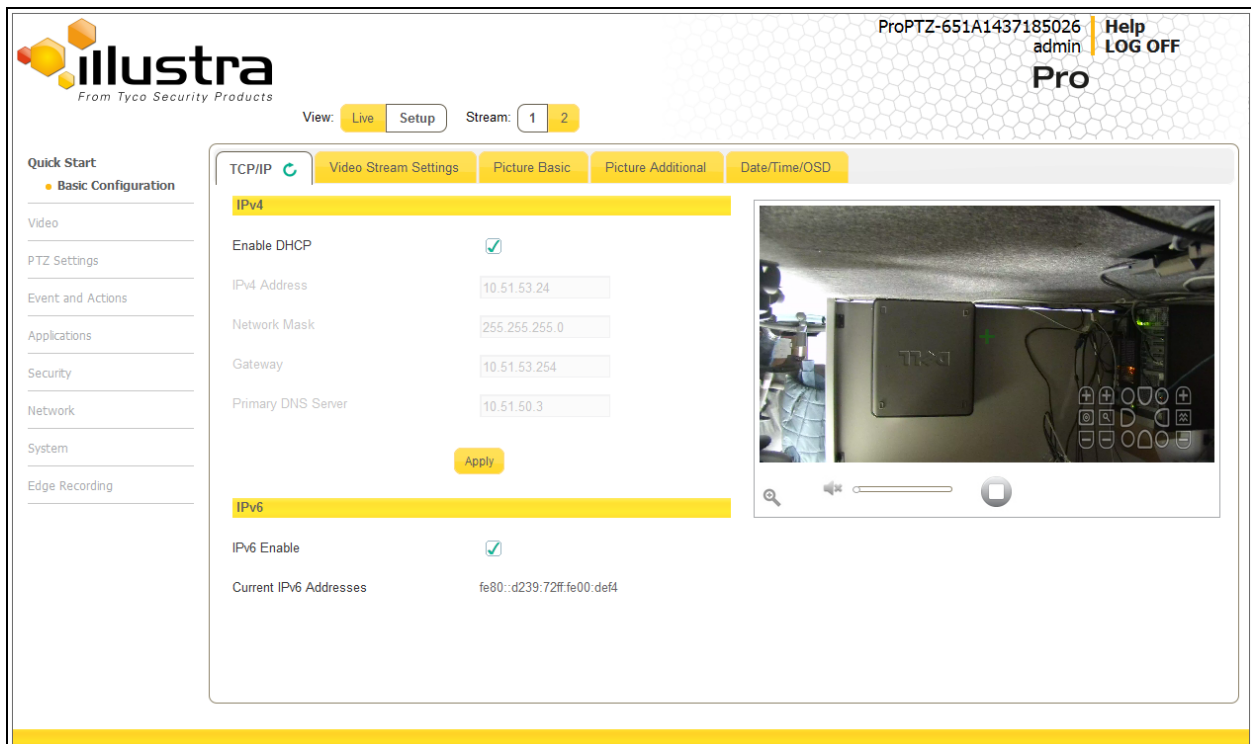 illustra
From Tyco Security Products
ProPTZ-651A1437185026 Help
admin LOG OFF
Pro
View: Live Setup Stream: 1 2
Quick Start
Basic Configuration
Video
PTZ Settings
Event and Actions
Applications
Security
Network
System
Edge Recording
TCP/IP Video Stream Settings Picture Basic Picture Additional Date/Time/OSD
IPv4
Enable DHCP
IPv4 Address 10.51.53.24
Network Mask 255.255.255.0
Gateway 10.51.53.254
Primary DNS Server 10.51.50.3
Apply
IPv6
IPv6 Enable
Current IPv6 Addresses fe80::d239:72ff:fe00:def4
DELL